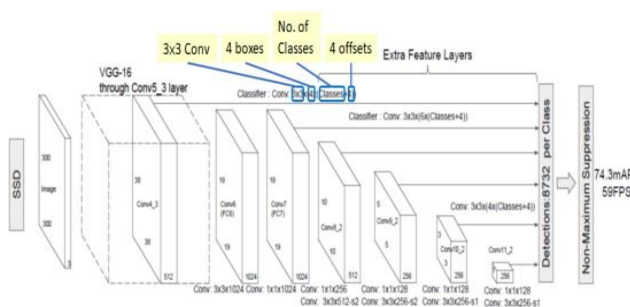 No. of
Classes
3x3 Conv
4 boxes
4 offsets
Extra Feature Layers
VGG-16
through Conv5_3 layer
Classifier : Conv: 3x3x(4x(Classes+4))
Classifier : Conv: 3x3x(6x(Classes+4))
SSD
300
Image
300
3
38
Conv4_3
38
512
19
Conv6
(FC6)
19
1024
19
Conv7
(FC7)
19
1024
10
Conv8_2
10
512
5
Conv9_2
5
256
Conv: 3x3x(4x(Classes+4))
3
Conv10_2
3
256
Conv11_2
256
Detections:8732 per Class
Non-Maximum Suppression
74.3mAP
59FPS
Conv: 3x3x1024
Conv: 1x1x1024
Conv: 1x1x256
Conv: 3x3x512-s2
Conv: 1x1x128
Conv: 3x3x256-s2
Conv: 1x1x128
Conv: 3x3x256-s1
Conv: 1x1x128
Conv: 3x3x256-s1